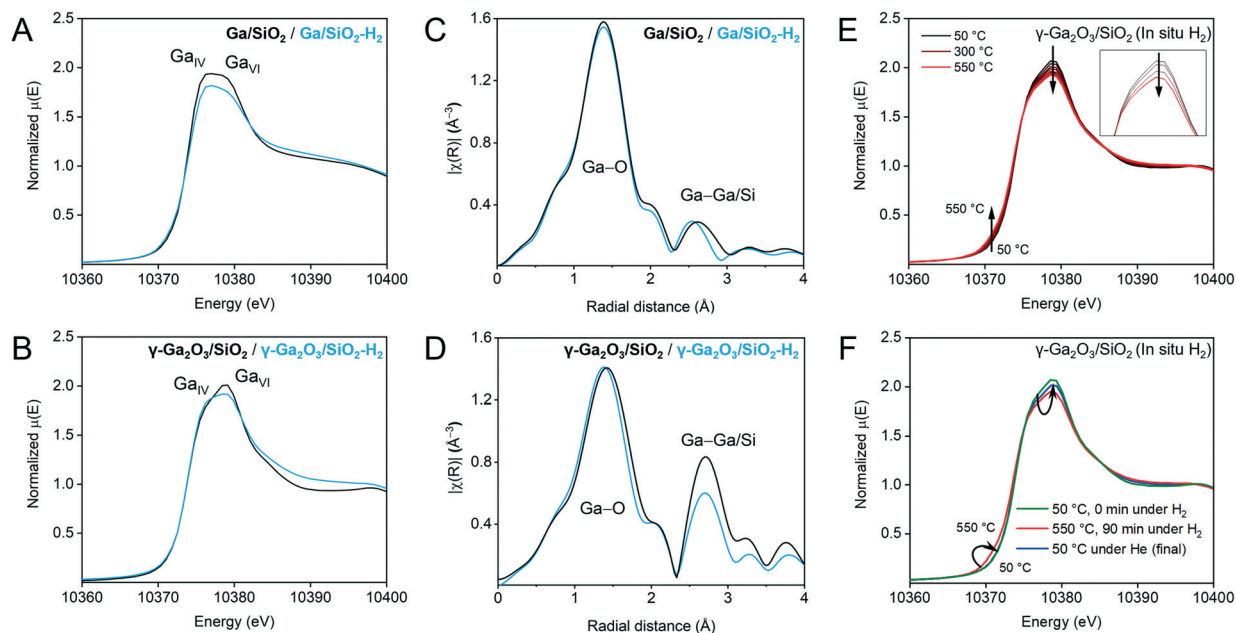 A
Ga/SiO₂ / Ga/SiO₂-H₂
Ga_IV
Ga_VI
Normalized μ(E)
2.5
2.0
1.5
1.0
0.5
10360 10370 10380 10390 10400
Energy (eV)
C
Ga/SiO₂ / Ga/SiO₂-H₂
|χ(R)| (Å⁻³)
1.6
1.2
0.8
0.4
0
Ga–O
Ga–Ga/Si
0 1 2 3 4
Radial distance (Å)
E
γ-Ga₂O₃/SiO₂ (In situ H₂)
50 °C
300 °C
550 °C
Normalized μ(E)
2.5
2.0
1.5
1.0
0.5
550 °C
50 °C
10360 10370 10380 10390 10400
Energy (eV)
B
γ-Ga₂O₃/SiO₂ / γ-Ga₂O₃/SiO₂-H₂
Ga_IV
Ga_VI
Normalized μ(E)
2.5
2.0
1.5
1.0
0.5
10360 10370 10380 10390 10400
Energy (eV)
D
γ-Ga₂O₃/SiO₂ / γ-Ga₂O₃/SiO₂-H₂
|χ(R)| (Å⁻³)
1.6
1.2
0.8
0.4
Ga–Ga/Si
Ga–O
0 1 2 3 4
Radial distance (Å)
F
γ-Ga₂O₃/SiO₂ (In situ H₂)
Normalized μ(E)
2.5
2.0
1.5
1.0
0.5
550 °C
50 °C
50 °C, 0 min under H₂
550 °C, 90 min under H₂
50 °C under He (final)
10360 10370 10380 10390 10400
Energy (eV)